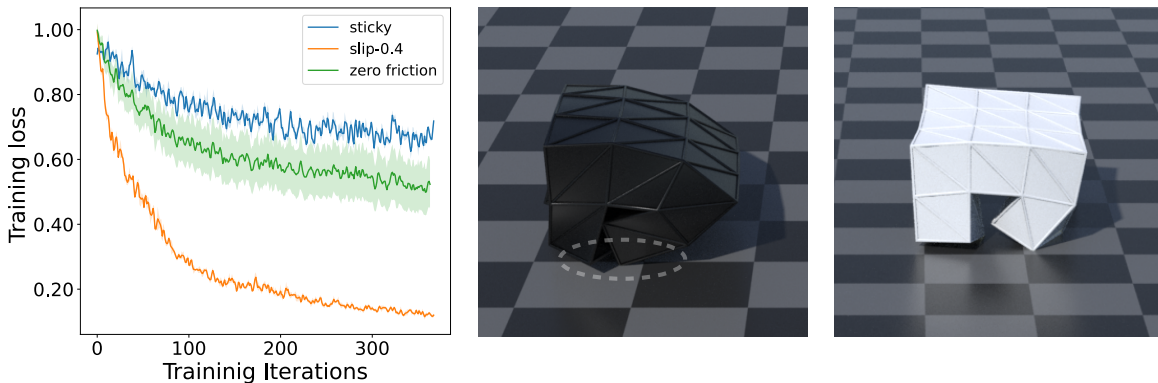 Training loss
1.00
0.80
0.60
0.40
0.20
sticky
slip-0.4
zero friction
0
100
200
300
Traininig Iterations